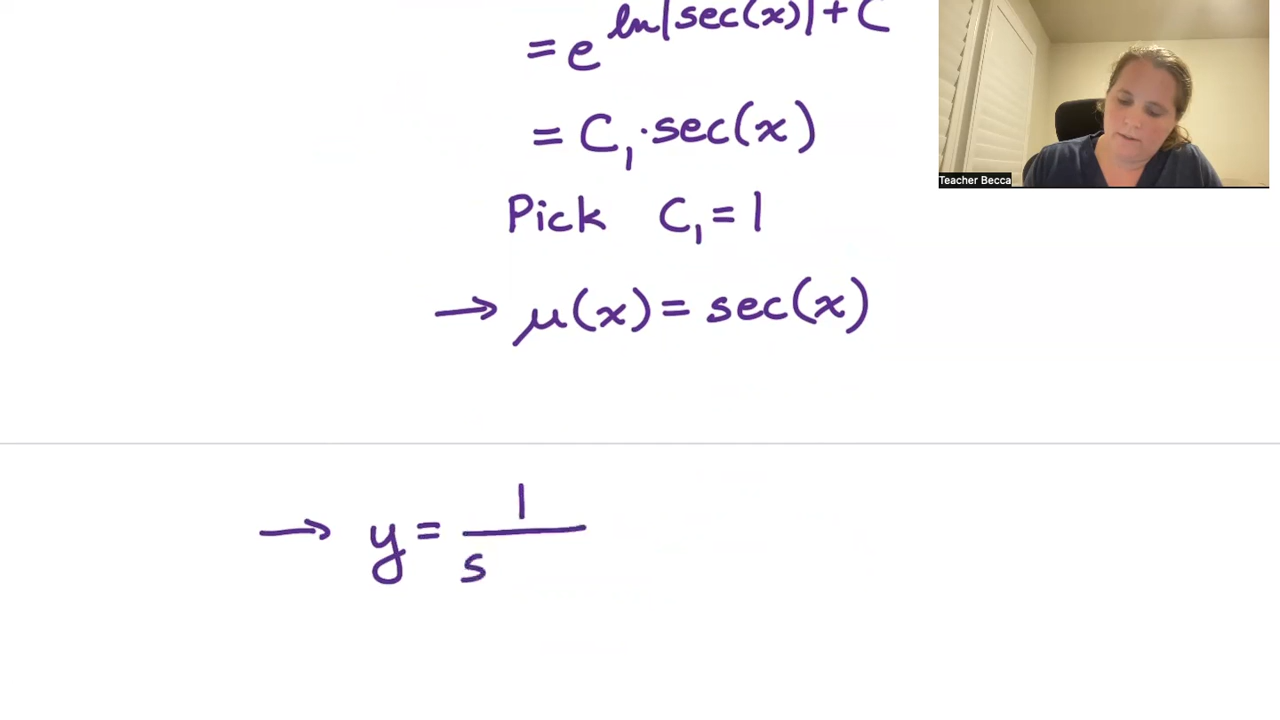 = e^{ln|sec(x)| + C}
= C₁·sec(x)
Teacher Becca
Pick C₁ = 1
→ μ(x) = sec(x)
→ y = 1/s